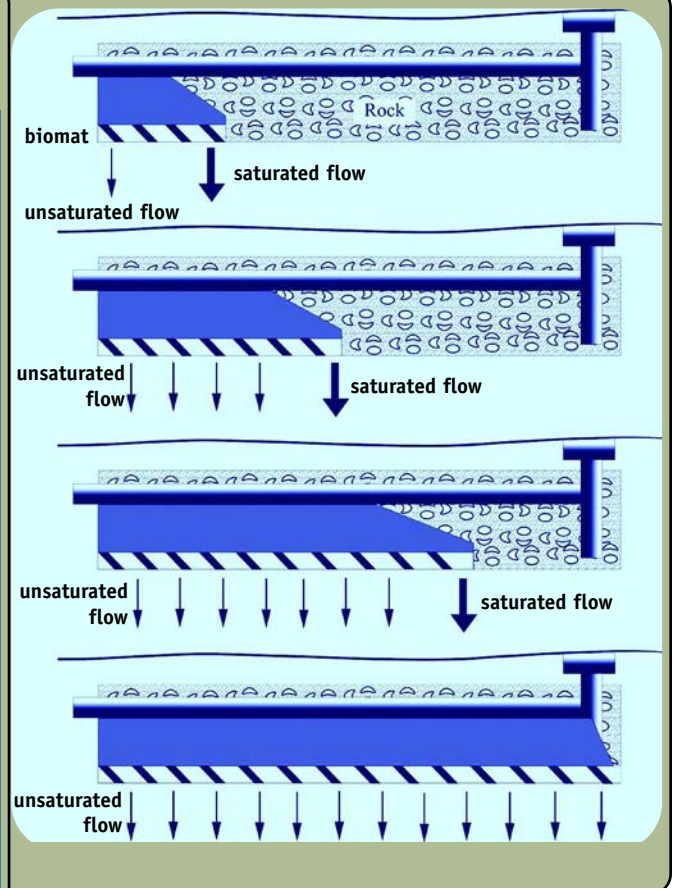 Rock
biomat
saturated flow
unsaturated flow
unsaturated
flow
saturated flow
unsaturated
flow
saturated flow
unsaturated
flow